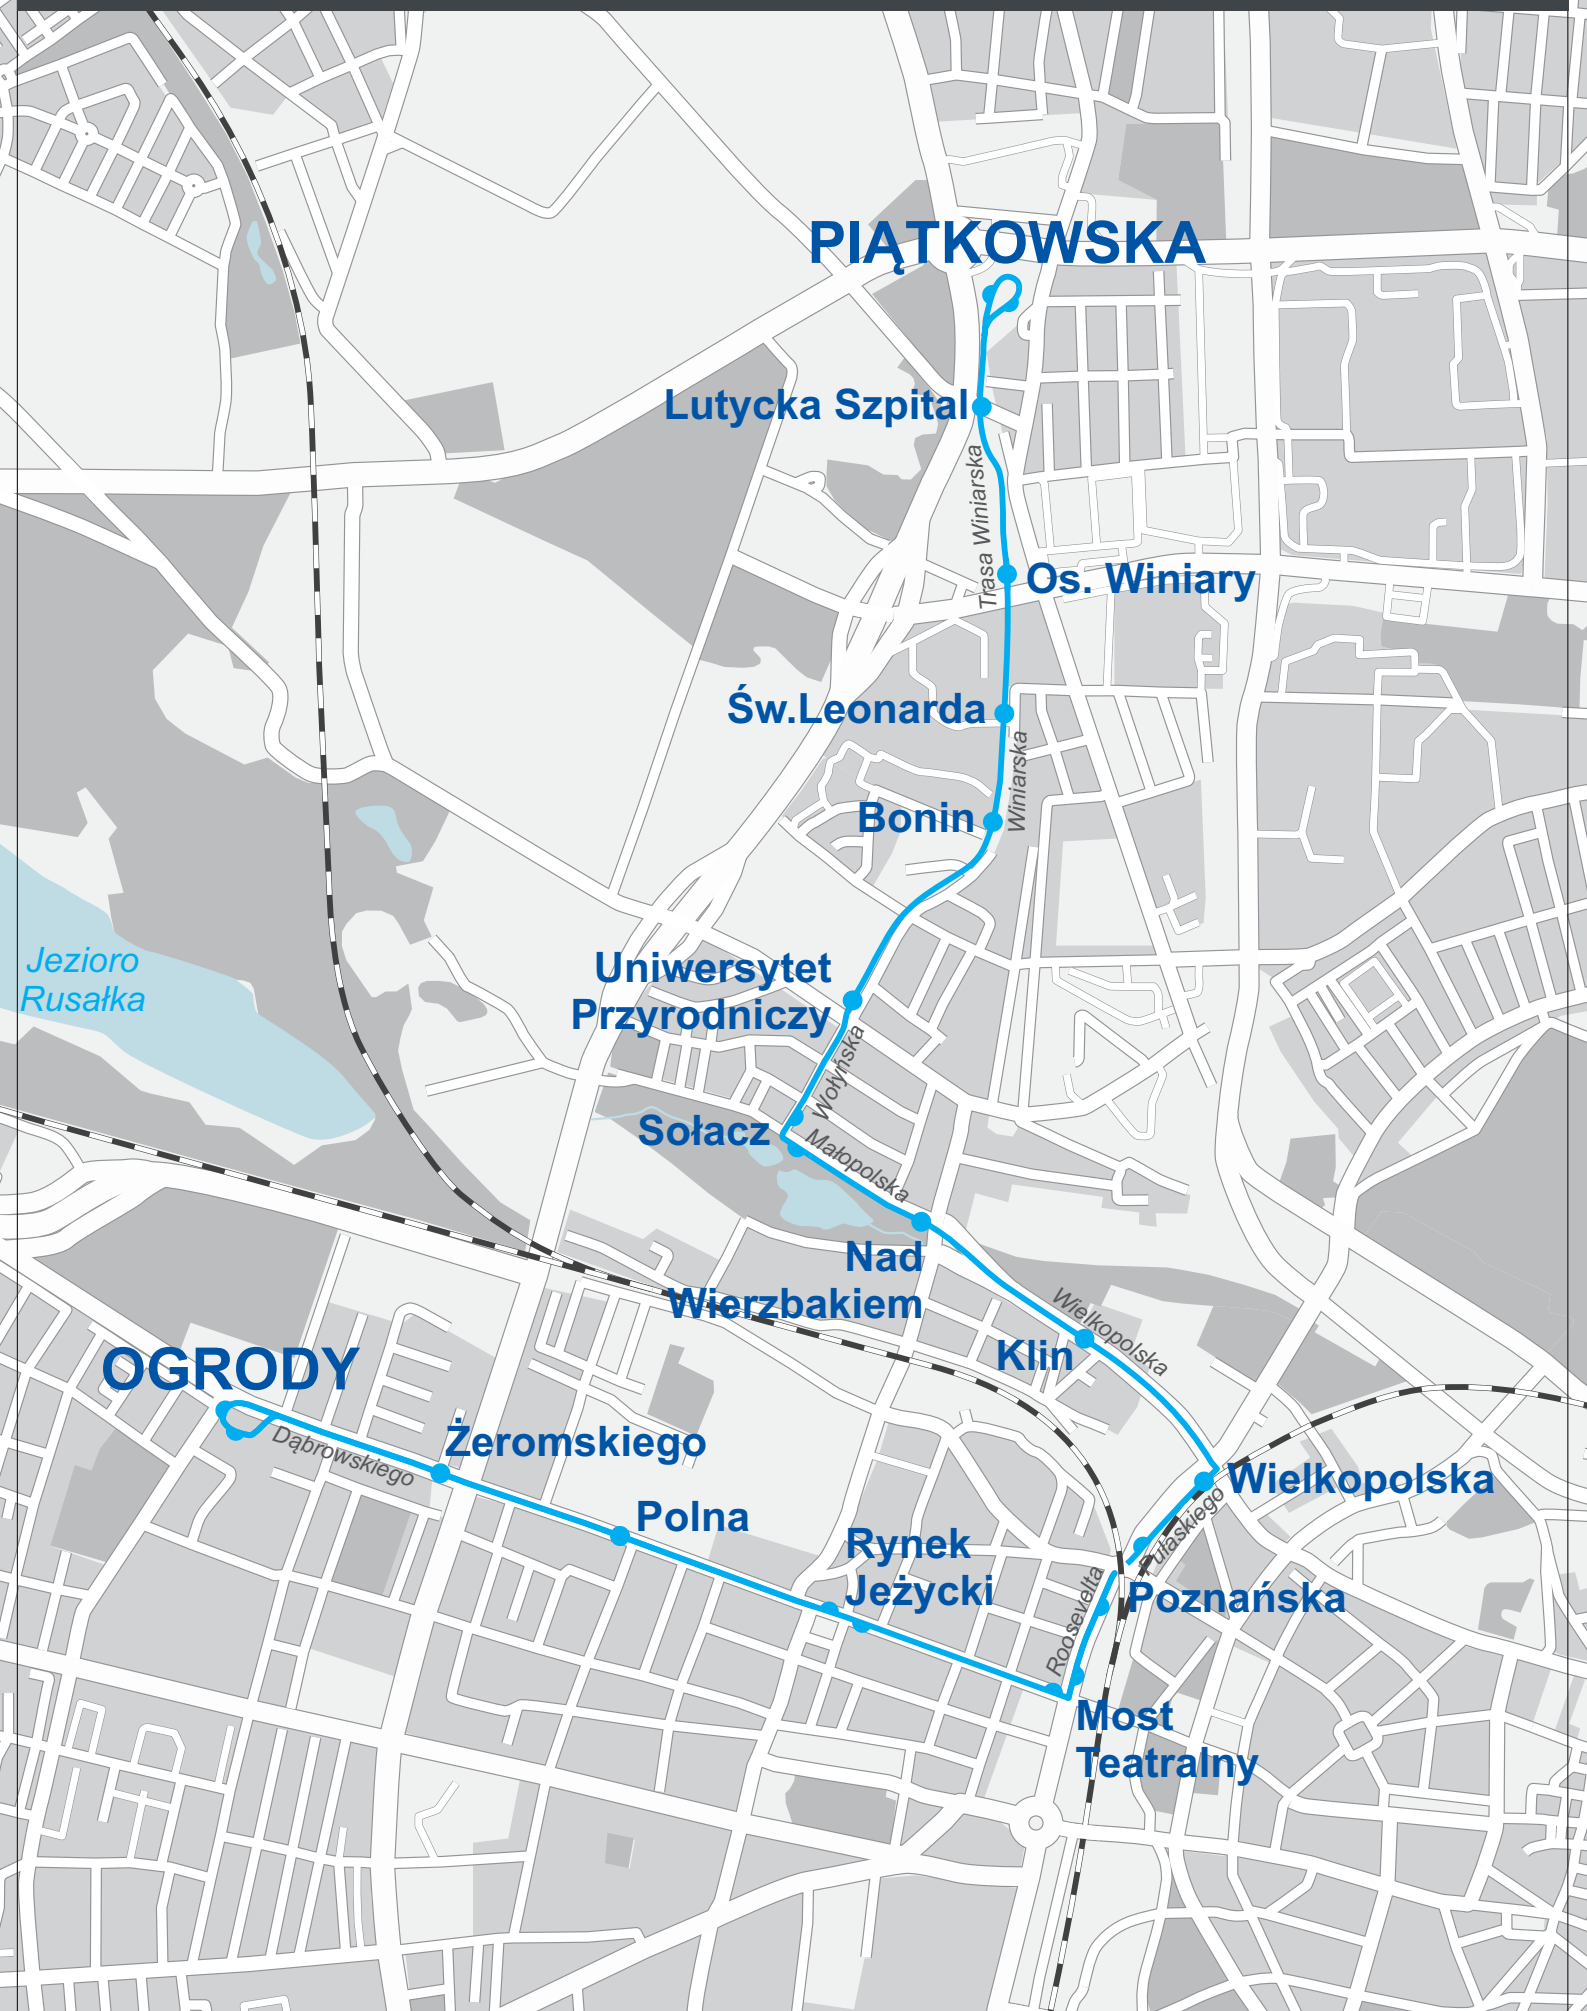 PIĄTKOWSKA
Lutycka Szpital
Trasa Winiarska
Os. Winiary
Św.Leonarda
Winiarska
Bonin
Jezioro
Rusałka
Uniwersytet
Przyrodniczy
Wołyńska
Sołacz
Małopolska
Nad
Wierzbakiem
Wielkopolska
Klin
OGRODY
Dąbrowskiego
Żeromskiego
Wielkopolska
Pułaskiego
Polna
Rynek
Jeżycki
Roosevelta
Poznańska
Most
Teatralny